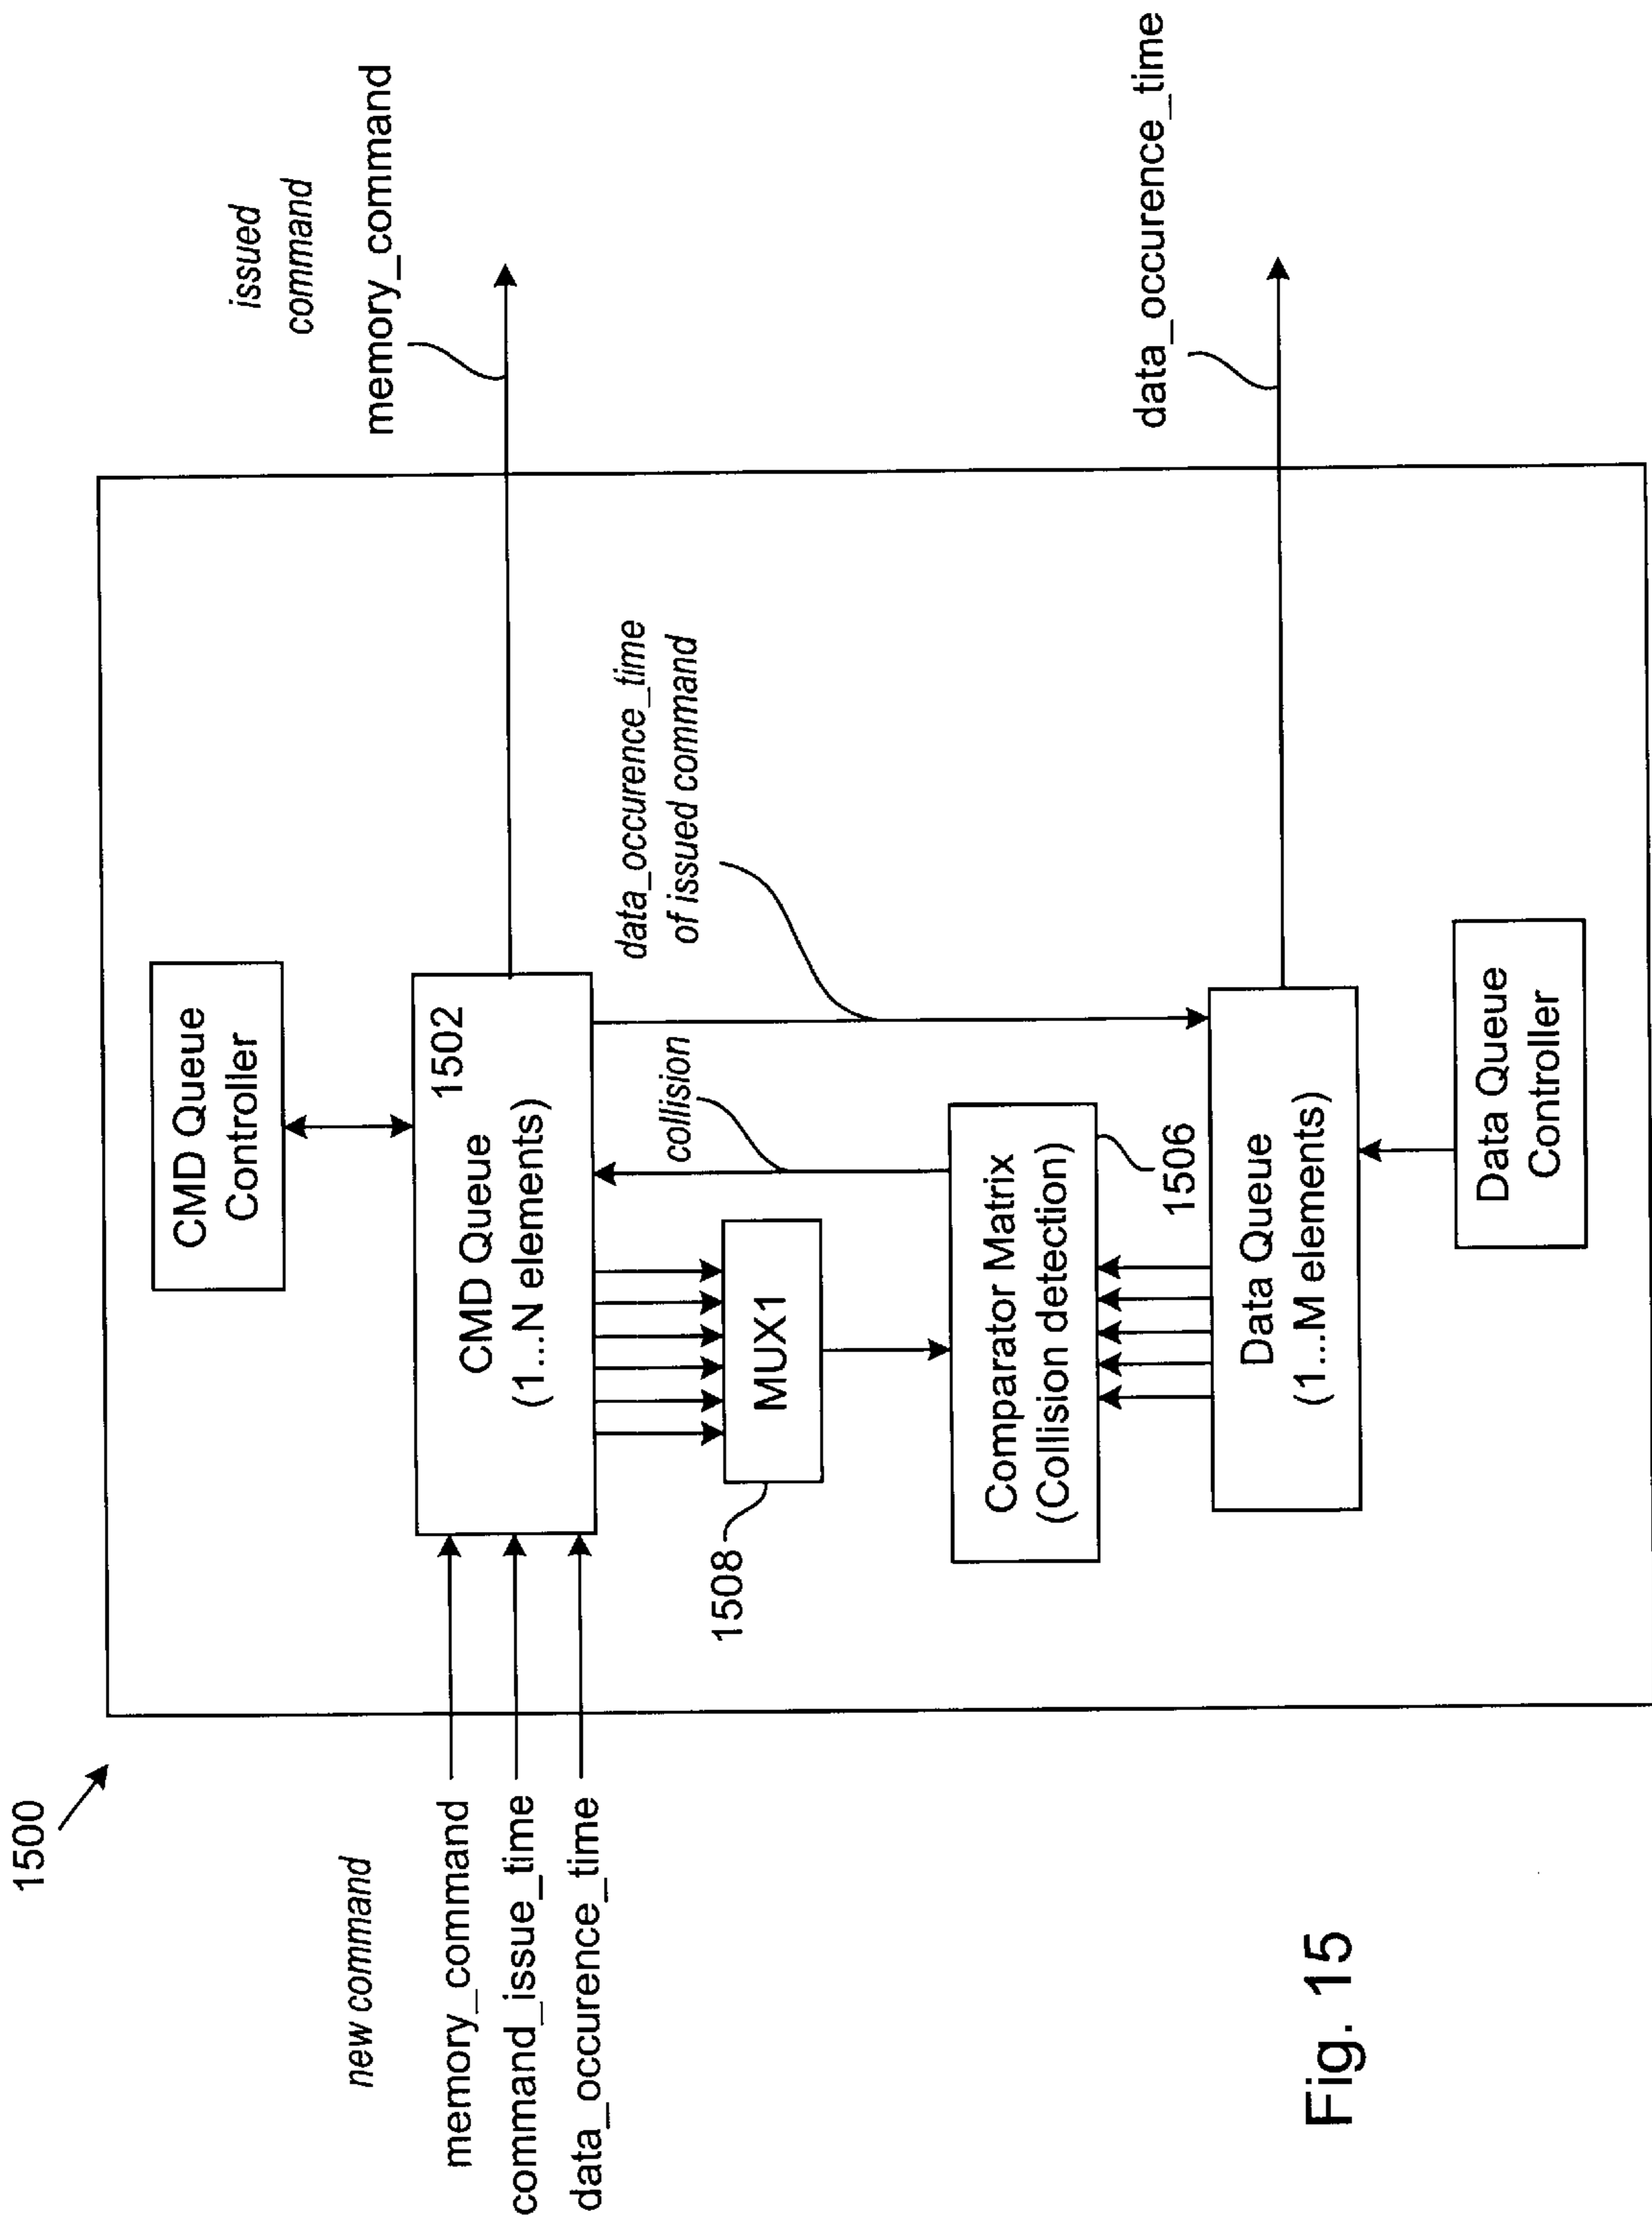 1500
new command
memory_command
command_issue_time
data_occurence_time
CMD Queue
Controller
1502
CMD Queue
(1...N elements)
issued
command
memory_command
1508
MUX1
collision
data_occurence_time
of issued command
Comparator Matrix
(Collision detection)
1506
Data Queue
(1...M elements)
data_occurence_time
Data Queue
Controller
Fig. 15